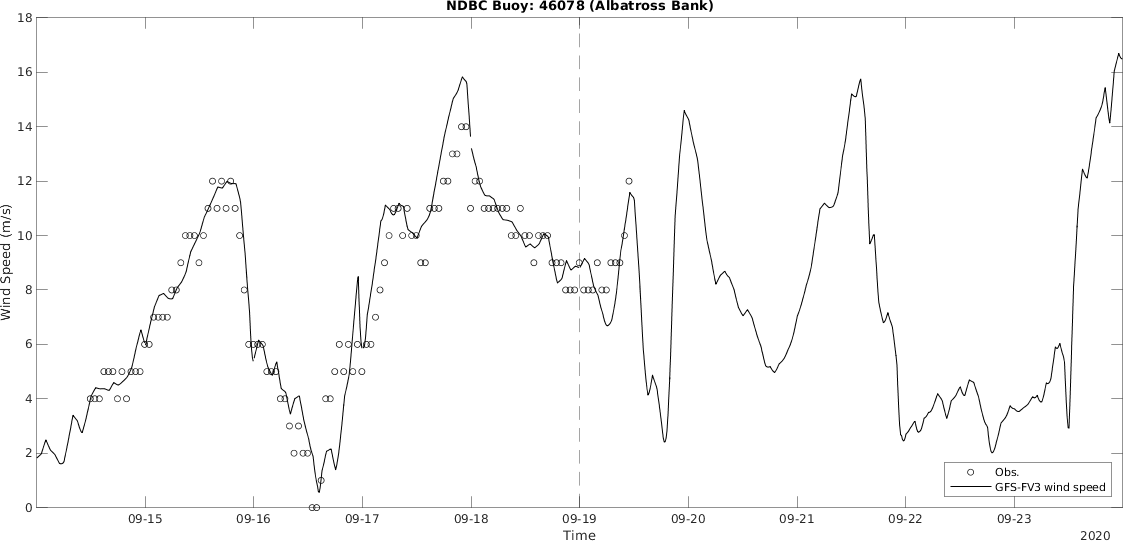 NDBC Buoy: 46078 (Albatross Bank)
18
16
14
12
10
8
6
4
2
0
Wind Speed (m/s)
Obs.
GFS-FV3 wind speed
09-15 09-16 09-17 09-18 09-19 09-20 09-21 09-22 09-23
Time
2020